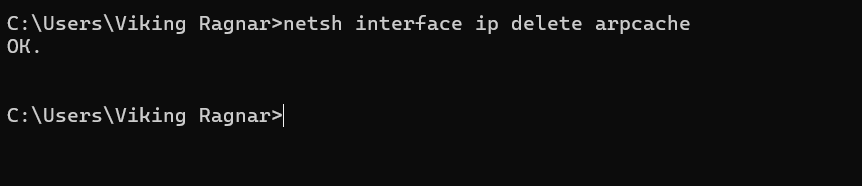 C:\Users\Viking Ragnar>netsh interface ip delete arpcache
OK.
C:\Users\Viking Ragnar>